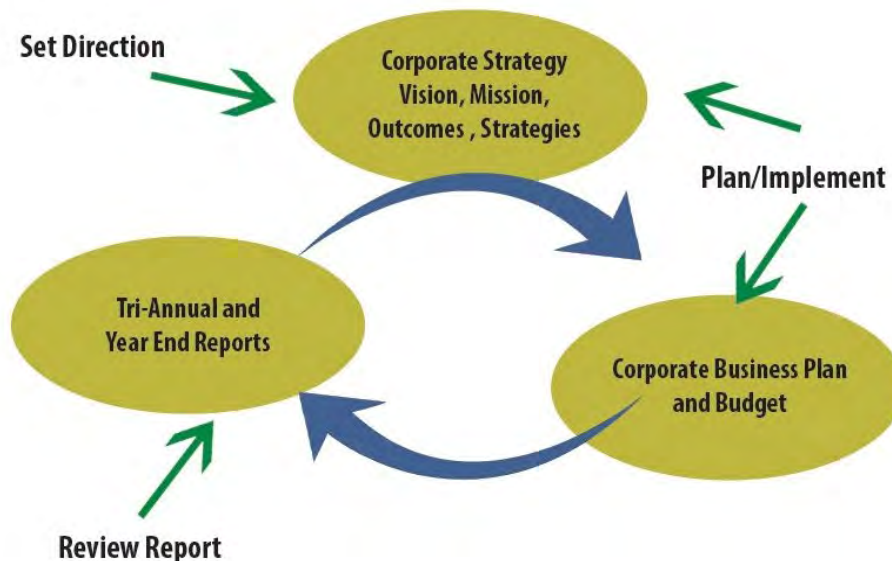 Set Direction
Corporate Strategy
Vision, Mission,
Outcomes , Strategies
Plan/Implement
Tri-Annual and
Year End Reports
Corporate Business Plan
and Budget
Review Report